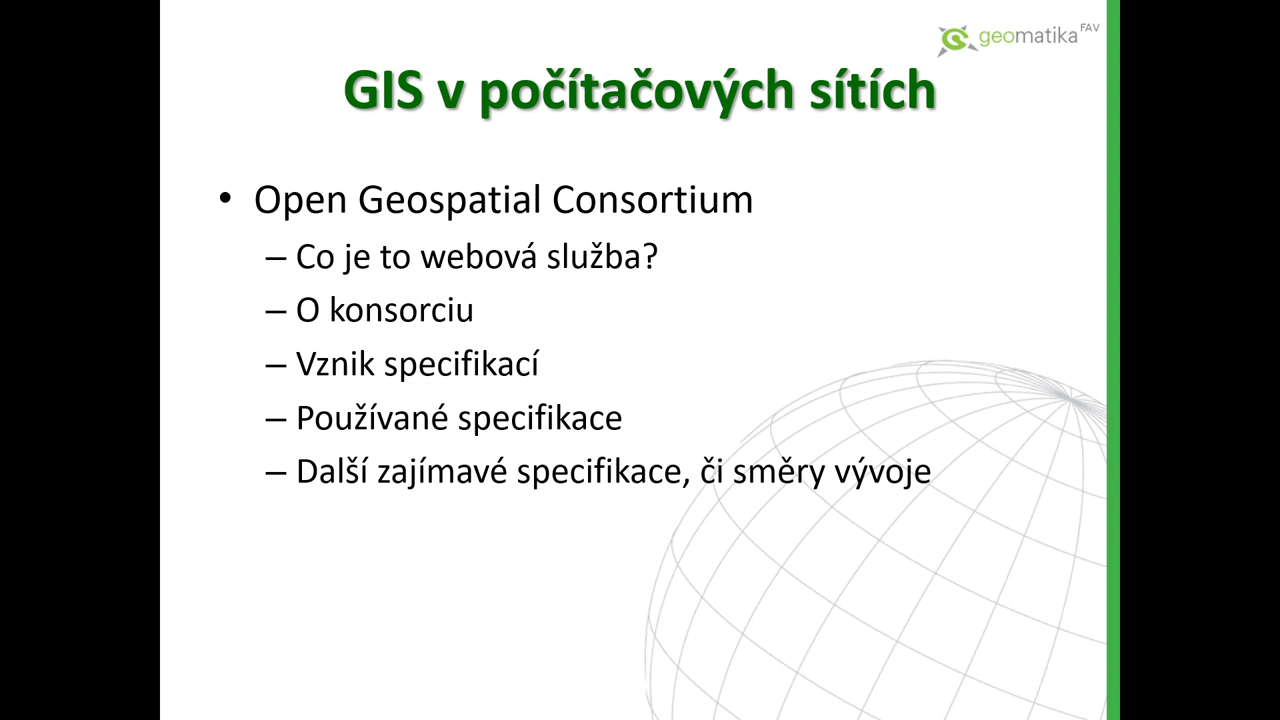 geomatika FAV
GIS v počítačových sítích
• Open Geospatial Consortium
– Co je to webová služba?
– O konsorciu
– Vznik specifikací
– Používané specifikace
– Další zajímavé specifikace, či směry vývoje